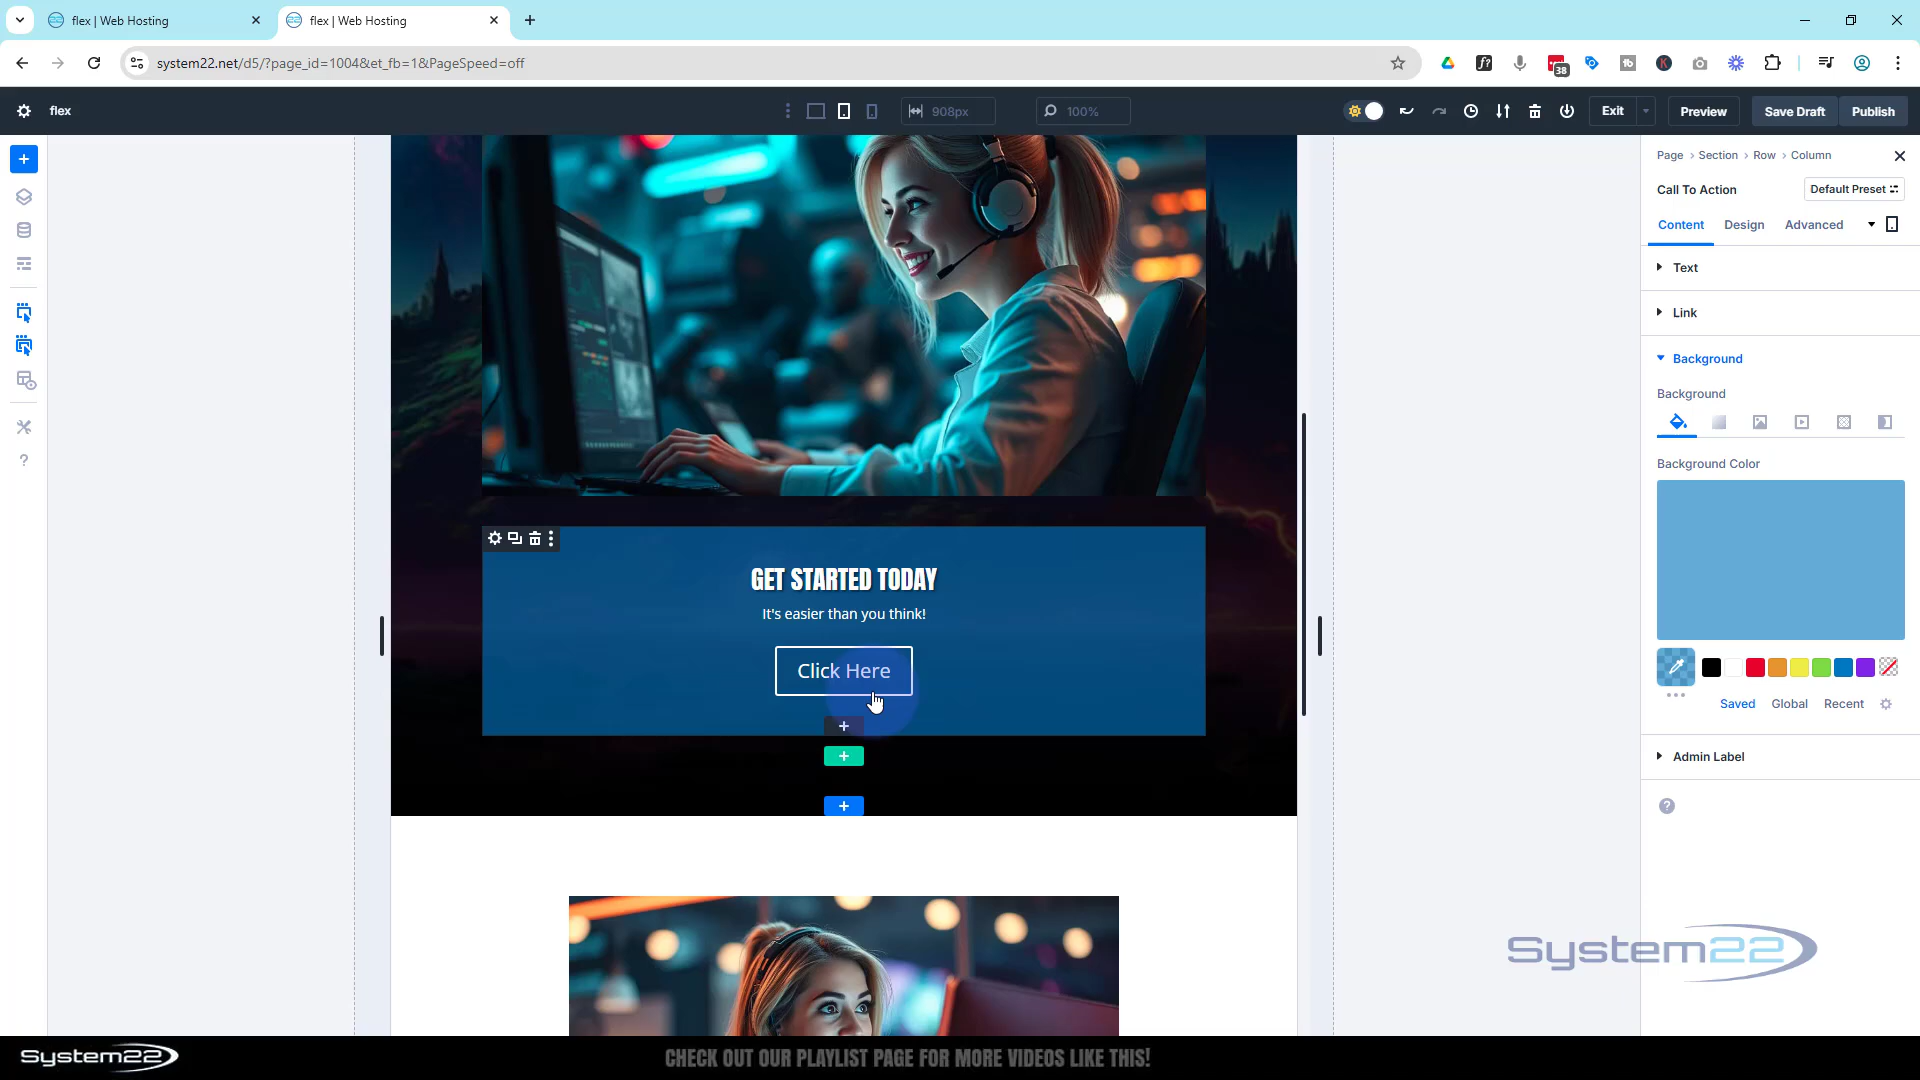 flex | Web Hosting
flex | Web Hosting
system22.net/d5/?page_id=1004&et_fb=1&PageSpeed=off
38
flex
908px
100%
Exit
Preview
Save Draft
Publish
Page
Section
Row
Column
Call To Action
Default Preset
Content
Design
Advanced
Text
Link
Background
Background
Background Color
Saved
Global
Recent
Admin Label
GET STARTED TODAY
It's easier than you think!
Click Here
System22
System22
CHECK OUT OUR PLAYLIST PAGE FOR MORE VIDEOS LIKE THIS!